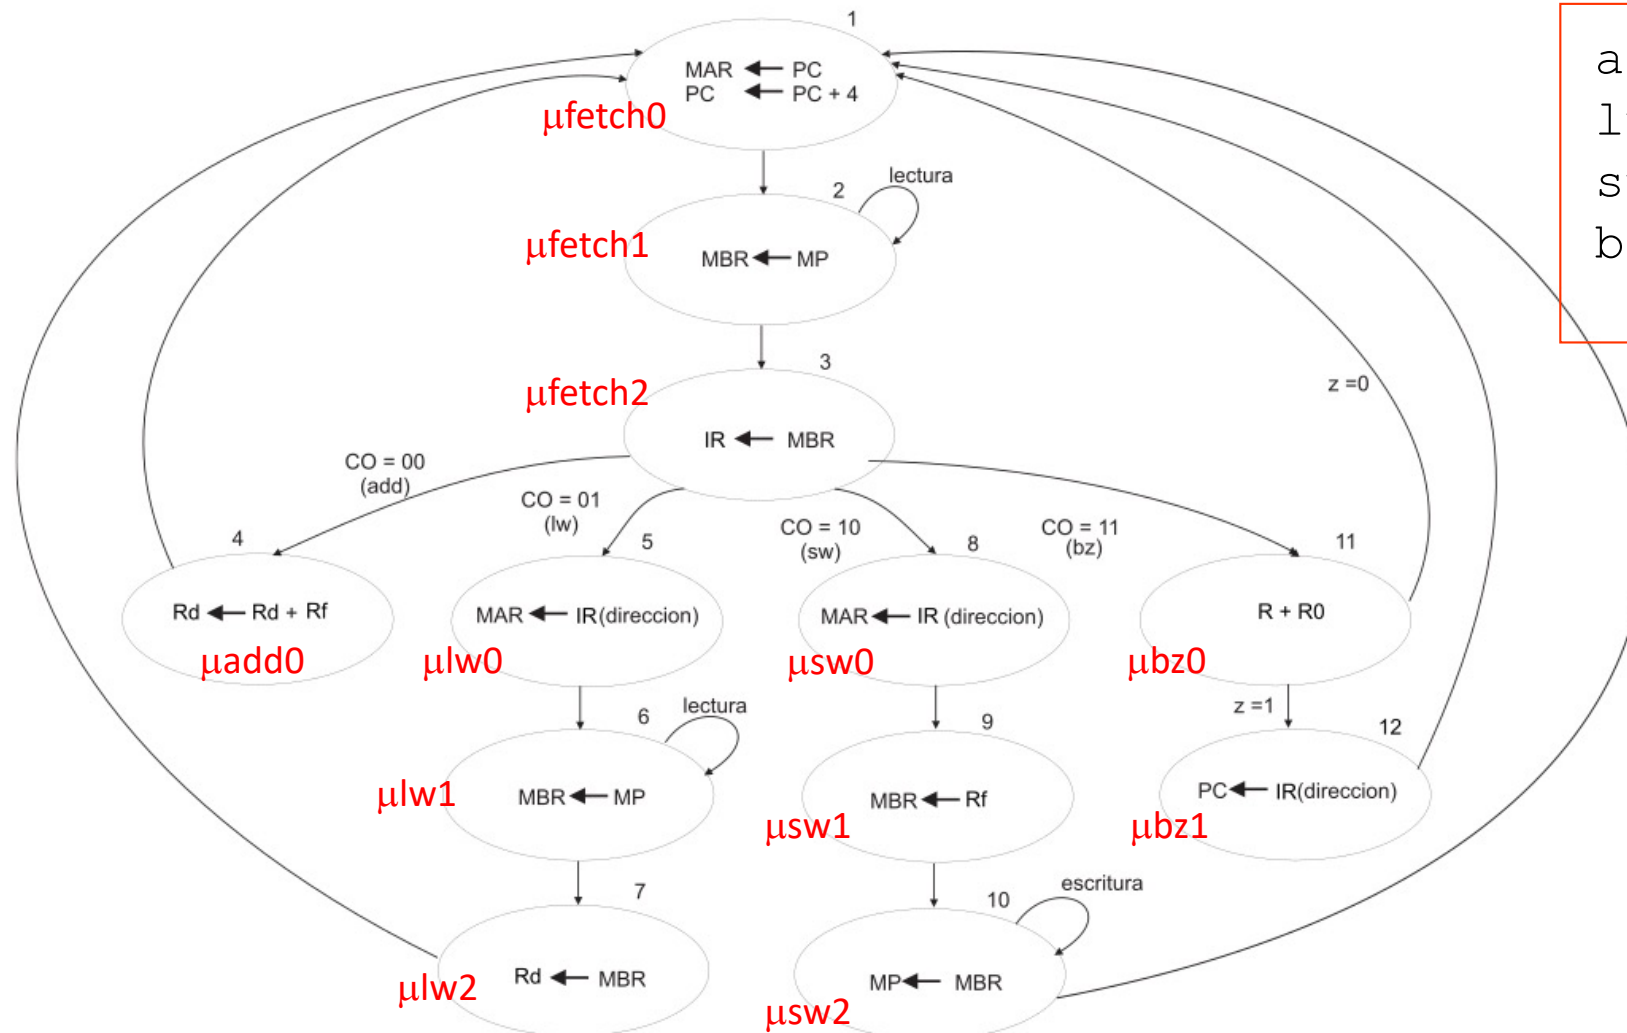 1
MAR ← PC
PC ← PC + 4
µfetch0
2
lectura
µfetch1
MBR ← MP
3
µfetch2
IR ← MBR
z =0
CO = 00
(add)
CO = 01
(lw)
CO = 10
(sw)
CO = 11
(bz)
4
Rd ← Rd + Rf
µadd0
5
MAR ← IR(direccion)
µlw0
8
MAR ← IR (direccion)
µsw0
11
R + R0
µbz0
z =1
6
lectura
MBR ← MP
µlw1
9
MBR ← Rf
µsw1
12
PC ← IR(direccion)
µbz1
7
Rd ← MBR
µlw2
10
escritura
MP ← MBR
µsw2
a
l
s
b